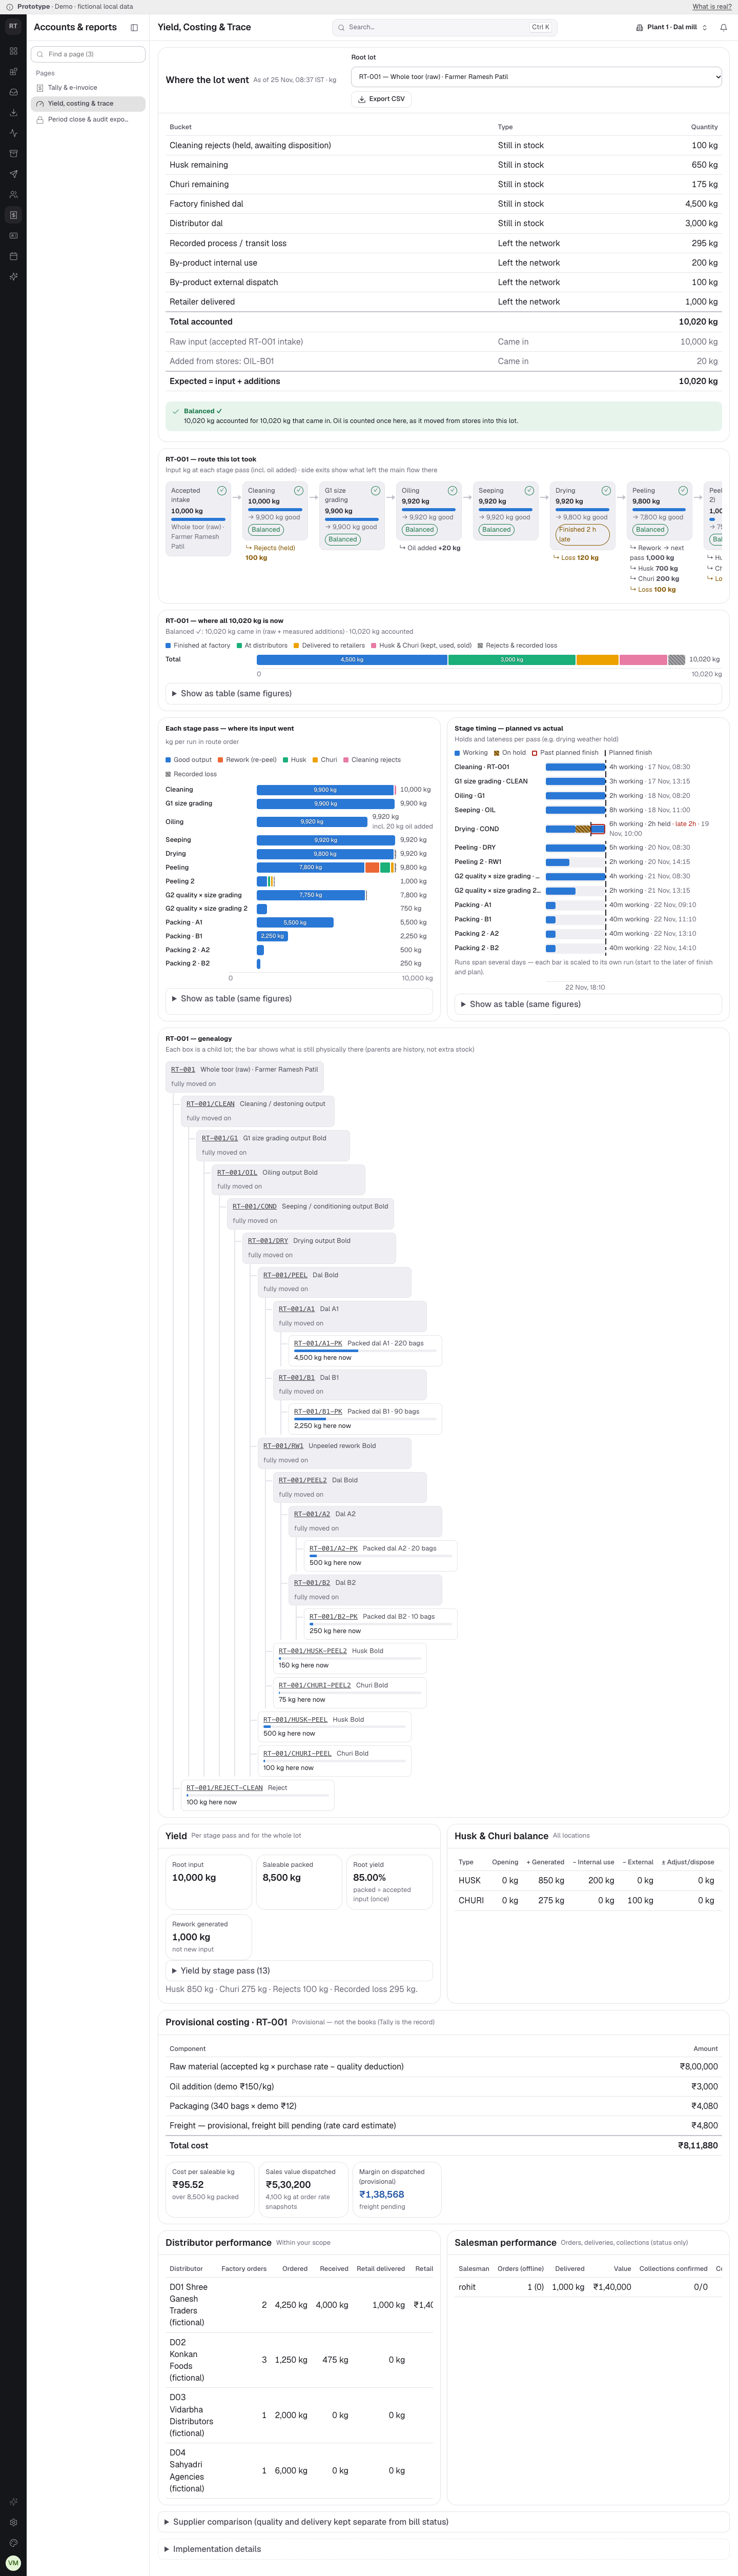 Prototype · Demo · fictional local data
What is real?
RT
Accounts & reports
Yield, Costing & Trace
Search...
Ctrl K
Plant 1 · Dal mill
Find a page (3)
Pages
Tally & e-invoice
Yield, costing & trace
Period close & audit expo...
Where the lot went
As of 25 Nov, 08:37 IST · kg
Root lot
RT-001 — Whole toor (raw) · Farmer Ramesh Patil
Export CSV
Bucket Type Quantity
Cleaning rejects (held, awaiting disposition) Still in stock 100 kg
Husk remaining Still in stock 650 kg
Churi remaining Still in stock 175 kg
Factory finished dal Still in stock 4,500 kg
Distributor dal Still in stock 3,000 kg
Recorded process / transit loss Left the network 295 kg
By-product internal use Left the network 200 kg
By-product external dispatch Left the network 100 kg
Retailer delivered Left the network 1,000 kg
Total accounted 10,020 kg
Raw input (accepted RT-001 intake) Came in 10,000 kg
Added from stores: OIL-B01 Came in 20 kg
Expected = input + additions 10,020 kg
Balanced ✓
10,020 kg accounted for 10,020 kg that came in. Oil is counted once here, as it moved from stores into this lot.
RT-001 — route this lot took
Input kg at each stage pass (incl. oil added) · side exits show what left the main flow there
Accepted intake
10,000 kg
Whole toor (raw) · Farmer Ramesh Patil
Cleaning
10,000 kg
→ 9,900 kg good
Balanced
↳ Rejects (held) 100 kg
G1 size grading
9,900 kg
→ 9,900 kg good
Balanced
Oiling
9,920 kg
→ 9,920 kg good
Balanced
↳ Oil added +20 kg
Seeping
9,920 kg
→ 9,920 kg good
Balanced
Drying
9,920 kg
→ 9,800 kg good
Finished 2 h late
↳ Loss 120 kg
Peeling
9,800 kg
→ 7,800 kg good
Balanced
↳ Rework → next pass 1,000 kg
↳ Husk 700 kg
↳ Churi 200 kg
↳ Loss 100 kg
RT-001 — where all 10,020 kg is now
Balanced ✓: 10,020 kg came in (raw + measured additions) · 10,020 kg accounted
Finished at factory At distributors Delivered to retailers Husk & Churi (kept, used, sold) Rejects & recorded loss
Total 4,500 kg 3,000 kg 10,020 kg
0 10,020 kg
Show as table (same figures)
Each stage pass — where its input went
kg per run in route order
Good output Rework (re-peel) Husk Churi Cleaning rejects
Recorded loss
Cleaning 9,900 kg 10,000 kg
G1 size grading 9,900 kg 9,900 kg
Oiling 9,920 kg 9,920 kg
incl. 20 kg oil added
Seeping 9,920 kg 9,920 kg
Drying 9,800 kg 9,920 kg
Peeling 7,800 kg 9,800 kg
Peeling 2 1,000 kg
G2 quality × size grading 7,750 kg 7,800 kg
G2 quality × size grading 2 750 kg
Packing · A1 5,500 kg 5,500 kg
Packing · B1 2,250 kg 2,250 kg
Packing 2 · A2 500 kg
Packing 2 · B2 250 kg
0 10,000 kg
Show as table (same figures)
Stage timing — planned vs actual
Holds and lateness per pass (e.g. drying weather hold)
Working On hold Past planned finish Planned finish
Cleaning · RT-001 4h working · 17 Nov, 08:30
G1 size grading · CLEAN 3h working · 17 Nov, 13:15
Oiling · G1 2h working · 18 Nov, 08:30
Seeping · OIL 8h working · 18 Nov, 11:00
Drying · COND 6h working · 2h held · late 2h · 19 Nov, 10:00
Peeling · DRY 5h working · 20 Nov, 08:30
Peeling 2 · RW1 2h working · 20 Nov, 14:15
G2 quality × size grading · ... 4h working · 21 Nov, 08:30
G2 quality × size grading 2... 2h working · 21 Nov, 13:15
Packing · A1 40m working · 22 Nov, 09:10
Packing · B1 40m working · 22 Nov, 11:10
Packing 2 · A2 40m working · 22 Nov, 13:10
Packing 2 · B2 40m working · 22 Nov, 14:10
Runs span several days — each bar is scaled to its own run (start to the later of finish and plan).
22 Nov, 18:10
Show as table (same figures)
RT-001 — genealogy
Each box is a child lot; the bar shows what is still physically there (parents are history, not extra stock)
RT-001 Whole toor (raw) · Farmer Ramesh Patil
fully moved on
RT-001/CLEAN Cleaning / destoning output
fully moved on
RT-001/G1 G1 size grading output Bold
fully moved on
RT-001/OIL Oiling output Bold
fully moved on
RT-001/COND Seeping / conditioning output Bold
fully moved on
RT-001/DRY Drying output Bold
fully moved on
RT-001/PEEL Dal Bold
fully moved on
RT-001/A1 Dal A1
fully moved on
RT-001/A1-PK Packed dal A1 · 220 bags
4,500 kg here now
RT-001/B1 Dal B1
fully moved on
RT-001/B1-PK Packed dal B1 · 90 bags
2,250 kg here now
RT-001/RW1 Unpeeled rework Bold
fully moved on
RT-001/PEEL2 Dal Bold
fully moved on
RT-001/A2 Dal A2
fully moved on
RT-001/A2-PK Packed dal A2 · 20 bags
500 kg here now
RT-001/B2 Dal B2
fully moved on
RT-001/B2-PK Packed dal B2 · 10 bags
250 kg here now
RT-001/HUSK-PEEL2 Husk Bold
150 kg here now
RT-001/CHURI-PEEL2 Churi Bold
75 kg here now
RT-001/HUSK-PEEL Husk Bold
500 kg here now
RT-001/CHURI-PEEL Churi Bold
100 kg here now
RT-001/REJECT-CLEAN Reject
100 kg here now
Yield Per stage pass and for the whole lot
Root input
10,000 kg
Saleable packed
8,500 kg
Root yield
85.00%
packed ÷ accepted input (once)
Rework generated
1,000 kg
not new input
Yield by stage pass (13)
Husk 850 kg · Churi 275 kg · Rejects 100 kg · Recorded loss 295 kg.
Husk & Churi balance All locations
Type Opening + Generated − Internal use − External ± Adjust/dispose
HUSK 0 kg 850 kg 200 kg 0 kg 0 kg
CHURI 0 kg 275 kg 0 kg 100 kg 0 kg
Provisional costing · RT-001 Provisional — not the books (Tally is the record)
Component Amount
Raw material (accepted kg × purchase rate − quality deduction) ₹8,00,000
Oil addition (demo ₹150/kg) ₹3,000
Packaging (340 bags × demo ₹12) ₹4,080
Freight — provisional, freight bill pending (rate card estimate) ₹4,800
Total cost ₹8,11,880
Cost per saleable kg
₹95.52
over 8,500 kg packed
Sales value dispatched
₹5,30,200
4,100 kg at order rate snapshots
Margin on dispatched (provisional)
₹1,38,568
freight pending
Distributor performance Within your scope
Distributor Factory orders Ordered Received Retail delivered Retail
D01 Shree Ganesh Traders (fictional) 2 4,250 kg 4,000 kg 1,000 kg ₹1,40
D02 Konkan Foods (fictional) 3 1,250 kg 475 kg 0 kg
D03 Vidarbha Distributors (fictional) 1 2,000 kg 0 kg 0 kg
D04 Sahyadri Agencies (fictional) 1 6,000 kg 0 kg 0 kg
Salesman performance Orders, deliveries, collections (status only)
Salesman Orders (offline) Delivered Value Collections confirmed
rohit 1 (0) 1,000 kg ₹1,40,000 0/0
Supplier comparison (quality and delivery kept separate from bill status)
Implementation details
VM